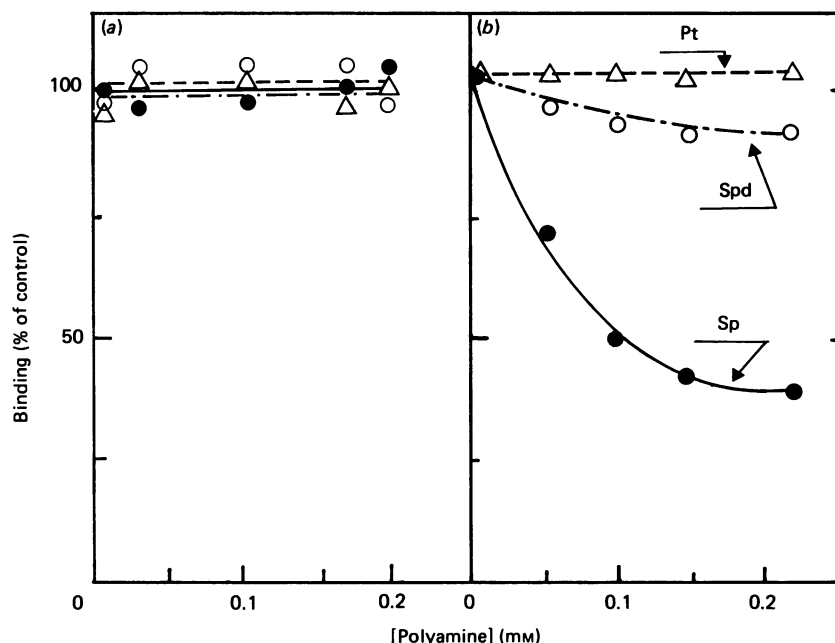 (a)
(b)
Pt
100
Spd
50
Sp
Binding (% of control)
0
0.1
0.2
0
0.1
0.2
[Polyamine] (mM)